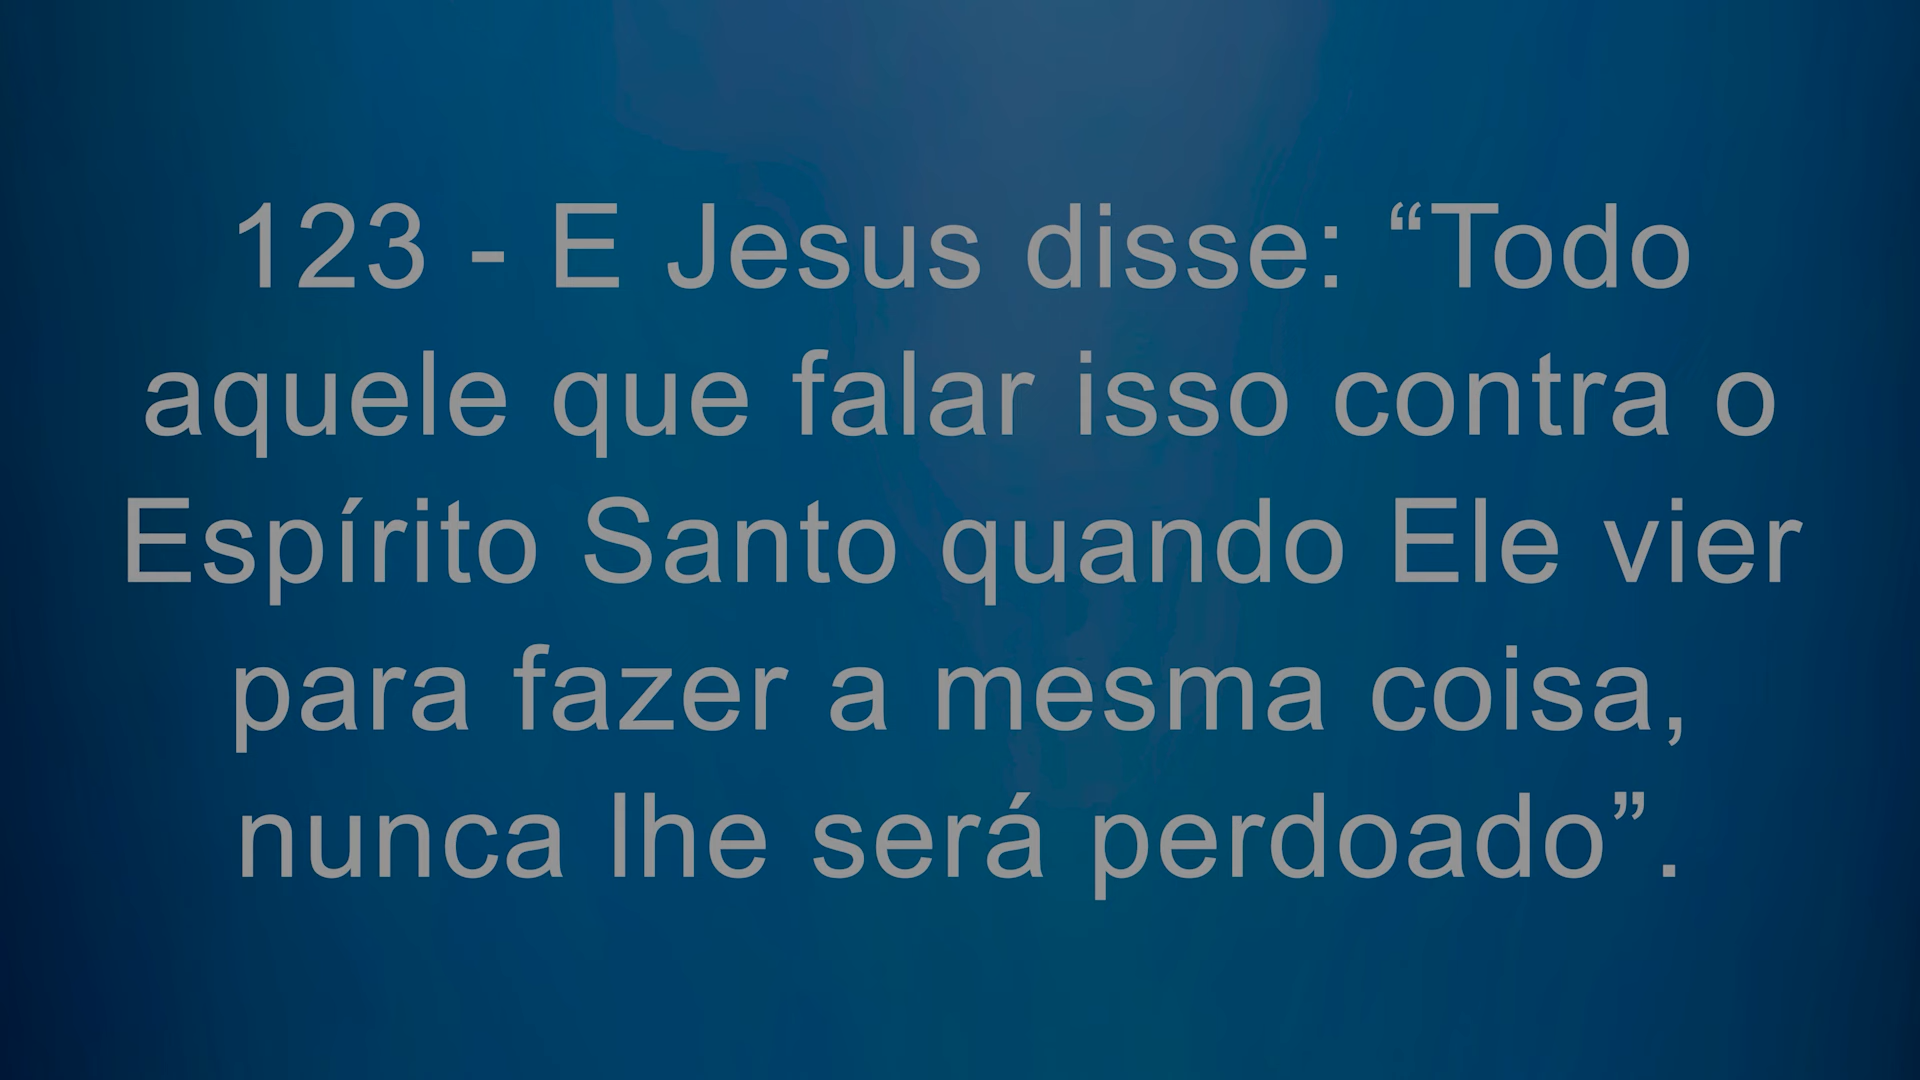 123 - E Jesus disse: “Todo
aquele que falar isso contra o
Espírito Santo quando Ele vier
para fazer a mesma coisa,
nunca lhe será perdoado”.